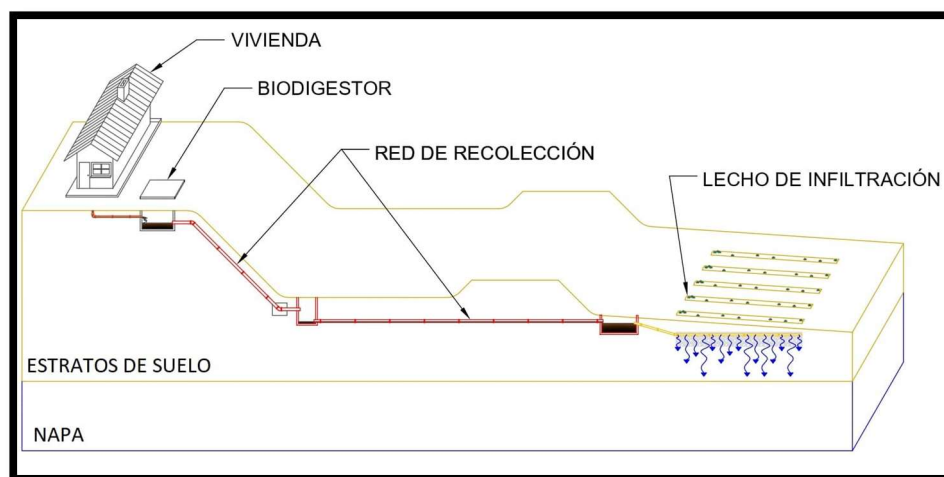 VIVIENDA
BIODIGESTOR
RED DE RECOLECCIÓN
LECHO DE INFILTRACIÓN
ESTRATOS DE SUELO
NAPA